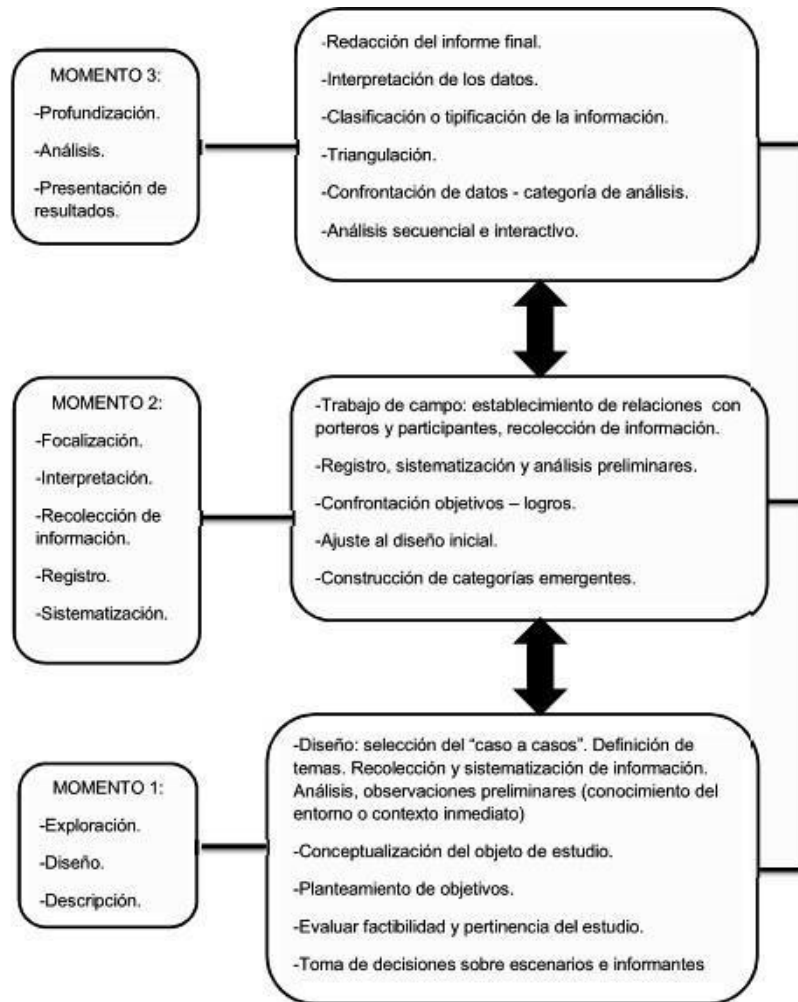 MOMENTO 3:
-Profundización.
-Análisis.
-Presentación de
resultados.
-Redacción del informe final.
-Interpretación de los datos.
-Clasificación o tipificación de la información.
-Triangulación.
-Confrontación de datos - categoría de análisis.
-Análisis secuencial e interactivo.
MOMENTO 2:
-Focalización.
-Interpretación.
-Recolección de
información.
-Registro.
-Sistematización.
-Trabajo de campo: establecimiento de relaciones con
porteros y participantes, recolección de información.
-Registro, sistematización y análisis preliminares.
-Confrontación objetivos – logros.
-Ajuste al diseño inicial.
-Construcción de categorías emergentes.
MOMENTO 1:
-Exploración.
-Diseño.
-Descripción.
-Diseño: selección del “caso a casos”. Definición de
temas. Recolección y sistematización de información.
Análisis, observaciones preliminares (conocimiento del
entorno o contexto inmediato)
-Conceptualización del objeto de estudio.
-Planteamiento de objetivos.
-Evaluar factibilidad y pertinencia del estudio.
-Toma de decisiones sobre escenarios e informantes